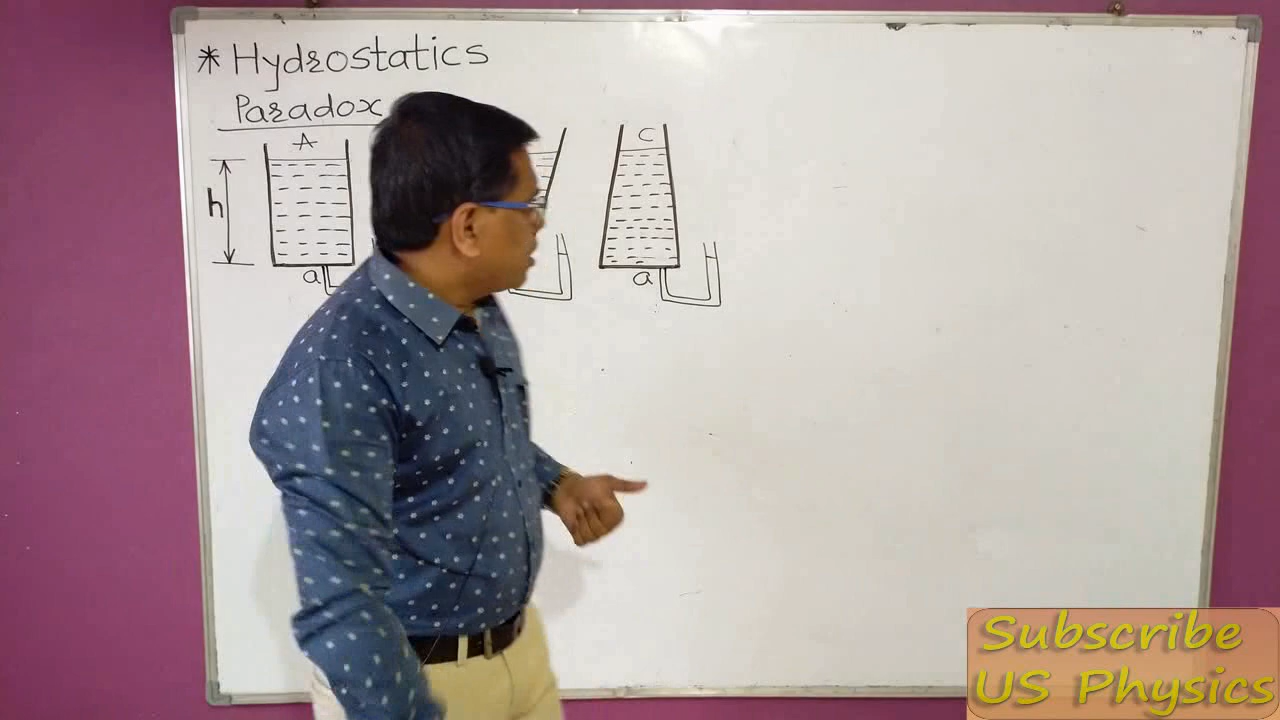 * Hydrostatics
Paradox
A
C
h
a
a
Subscribe
US Physics